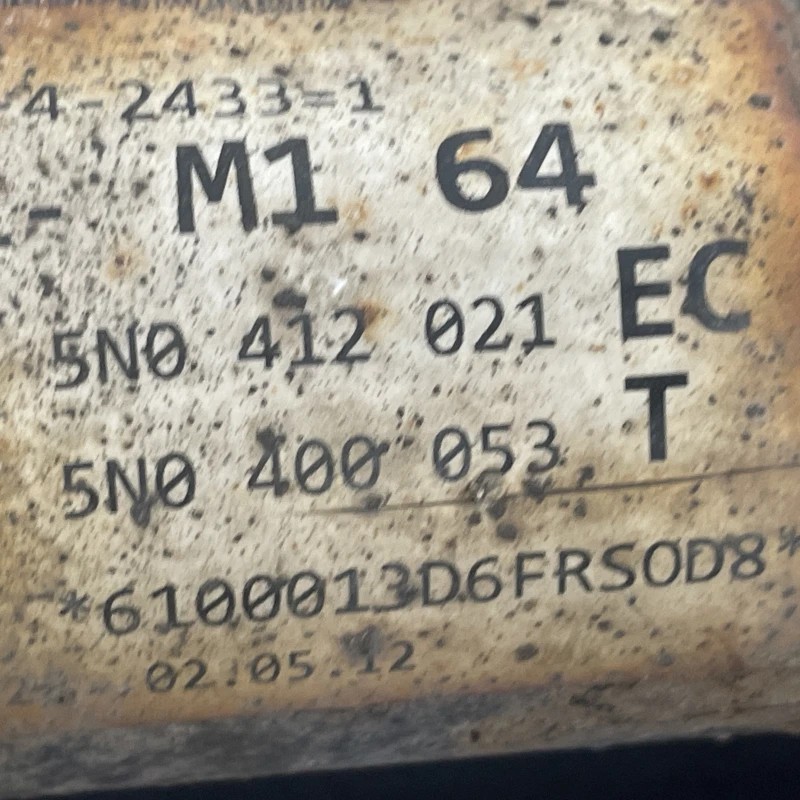 4-2433=1
M1 64
5N0 412 021 EC
5N0 400 053 T
*6100013D6FRSOD8*
02.05.12